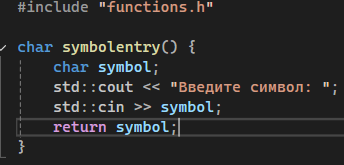 #include "functions.h"
char symbolentry() {
char symbol;
std::cout << "Введите символ: ";
std::cin >> symbol;
return symbol;
}